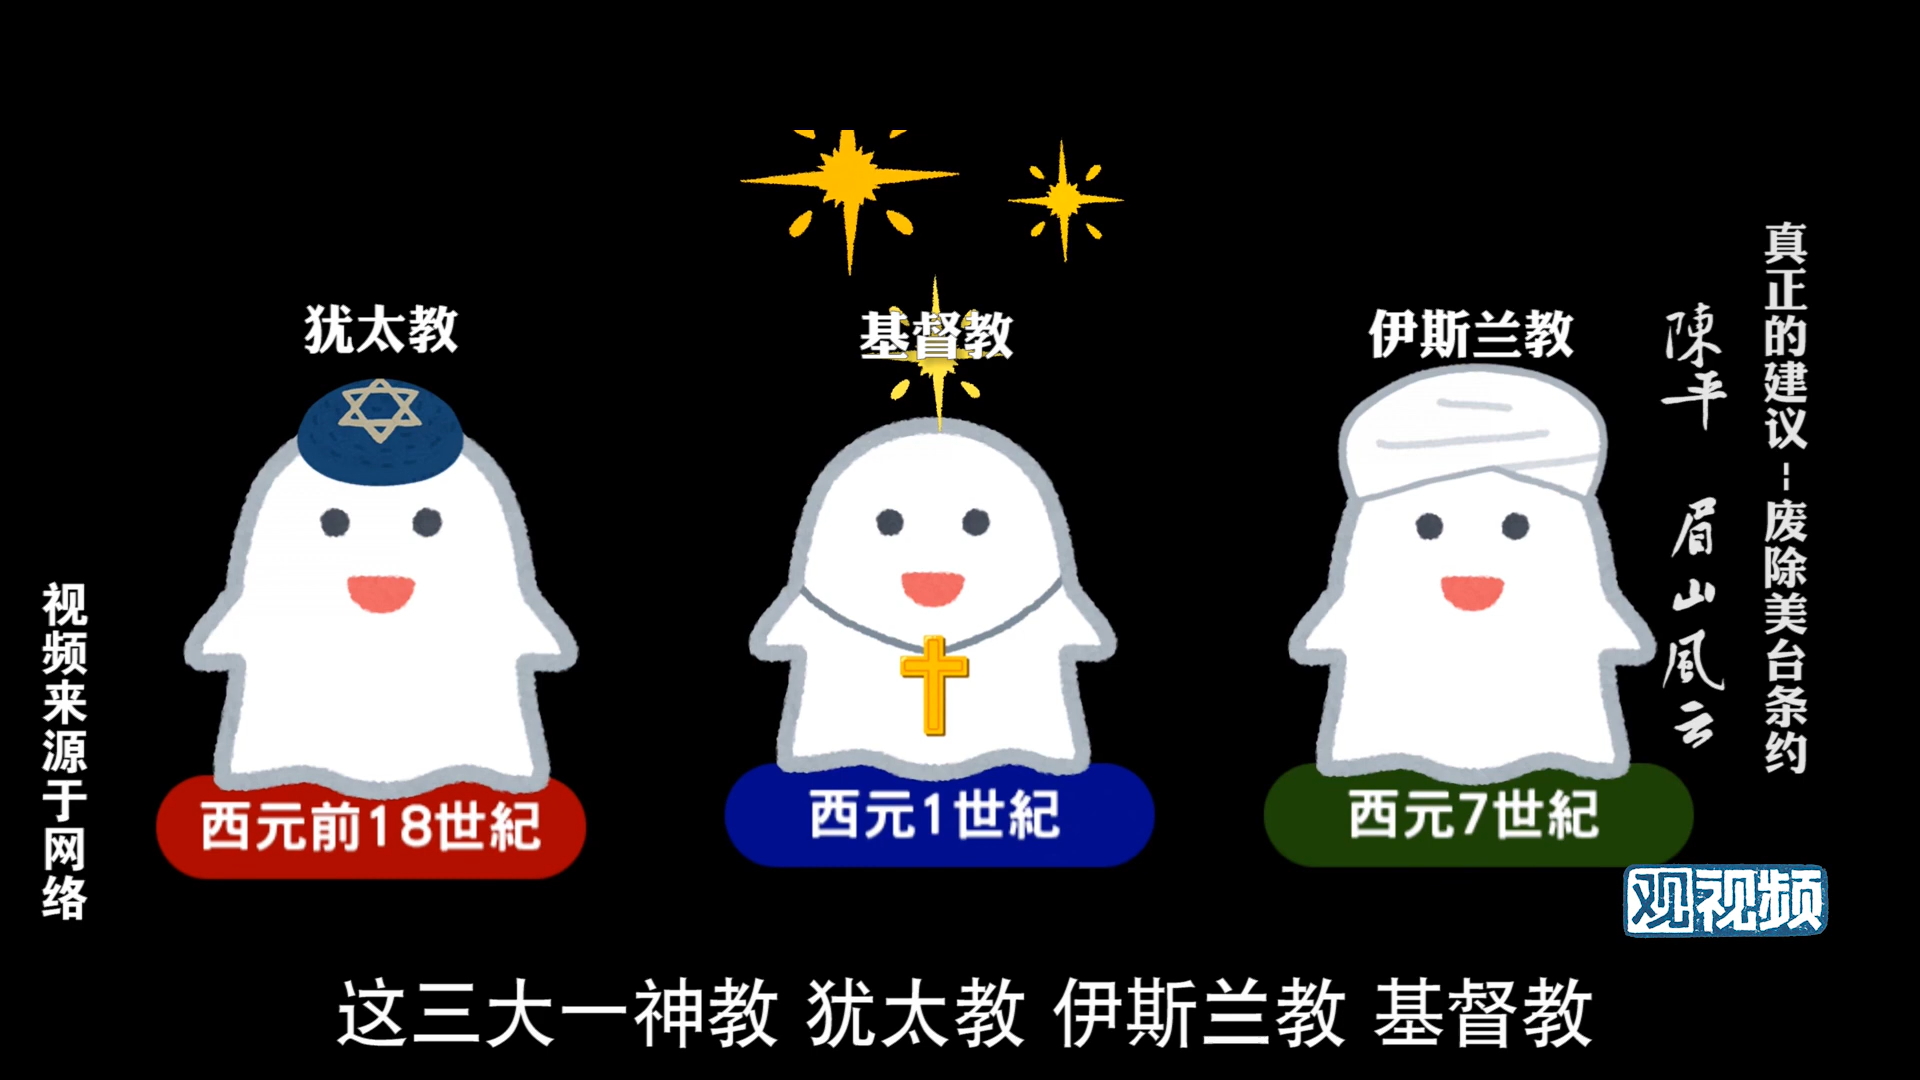 犹太教
基督教
伊斯兰教
西元前18世紀
西元1世紀
西元7世紀
视频来源于网络
真正的建议--废除美台条约
陳平 眉山風云
观视频
这三大一神教 犹太教 伊斯兰教 基督教